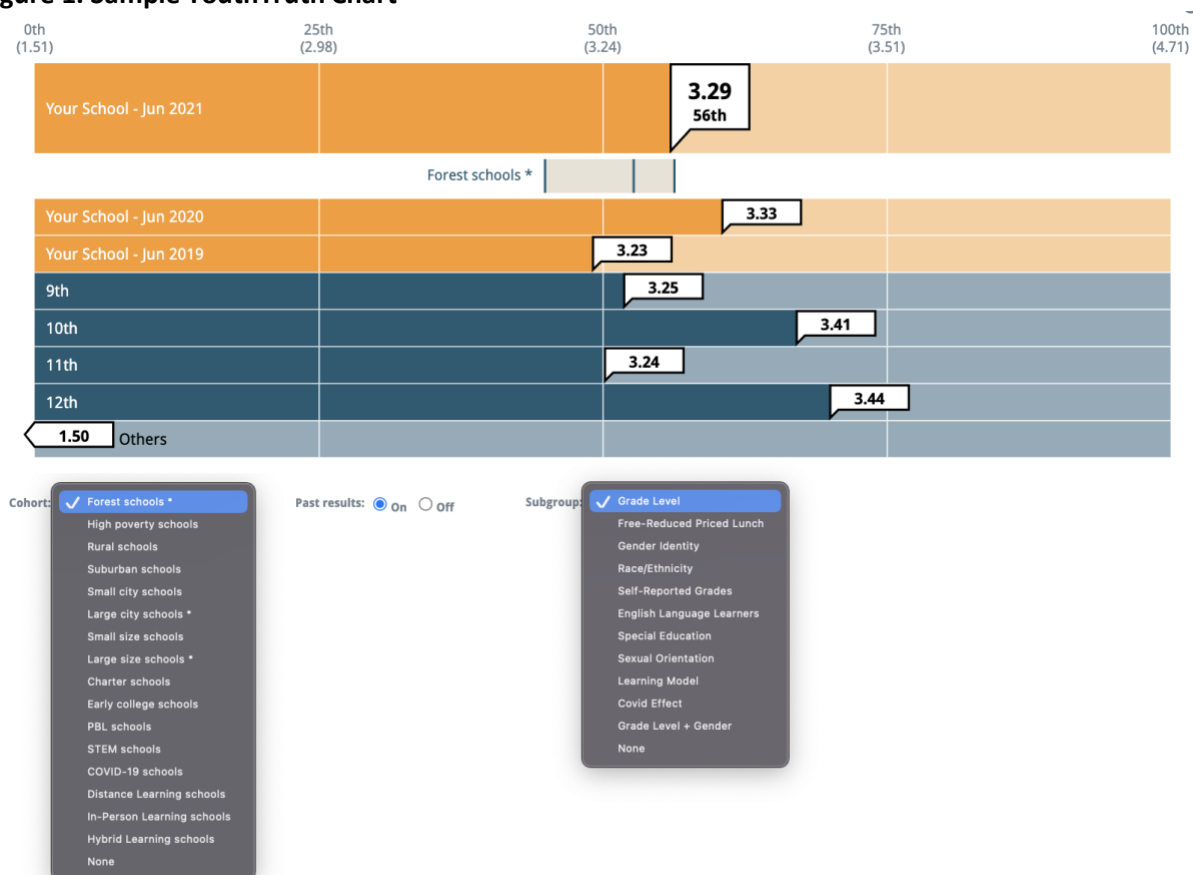 gure 1. Sample YouthTruth Chart
0th 25th 50th 75th 100th
(1.51) (2.98) (3.24) (3.51) (4.71)
Your School - Jun 2021
3.29
56th
Forest schools *
Your School - Jun 2020 3.33
Your School - Jun 2019 3.23
9th 3.25
10th 3.41
11th 3.24
12th 3.44
1.50 Others
Cohort: ✓ Forest schools * Past results: On Off Subgroup: ✓ Grade Level
High poverty schools Free-Reduced Priced Lunch
Rural schools Gender Identity
Suburban schools Race/Ethnicity
Small city schools Self-Reported Grades
Large city schools * English Language Learners
Small size schools Special Education
Large size schools * Sexual Orientation
Charter schools Learning Model
Early college schools Covid Effect
PBL schools Grade Level + Gender
STEM schools None
COVID-19 schools
Distance Learning schools
In-Person Learning schools
Hybrid Learning schools
None